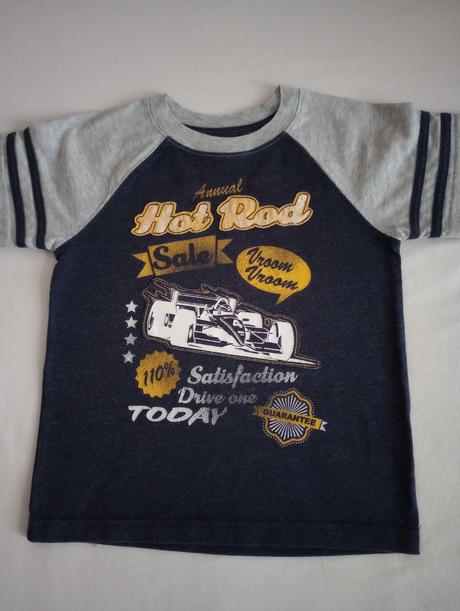 Annual
Hot Rod
Sale
Vroom
Vroom
110%
Satisfaction
Drive one
TODAY
GUARANTEE